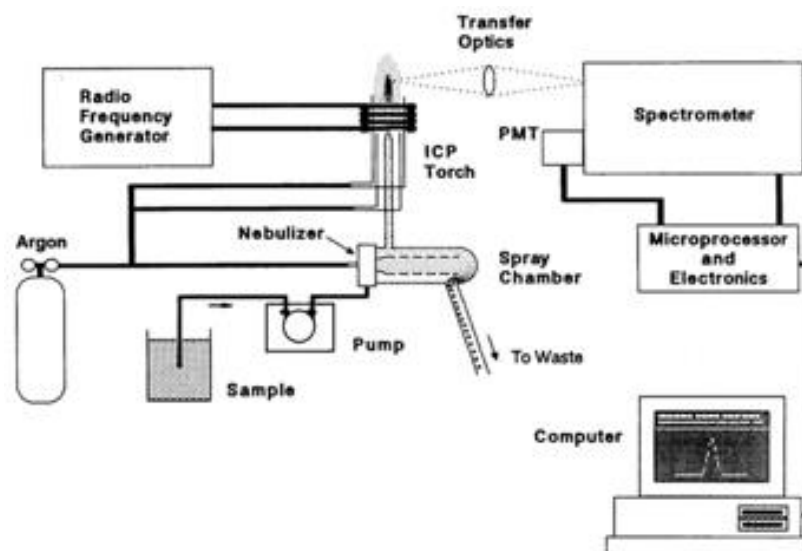 Transfer
Optics
Radio
Frequency
Generator
Spectrometer
PMT
ICP
Torch
Argon
Nebulizer
Spray
Chamber
Microprocessor
and
Electronics
Pump
To Waste
Sample
Computer